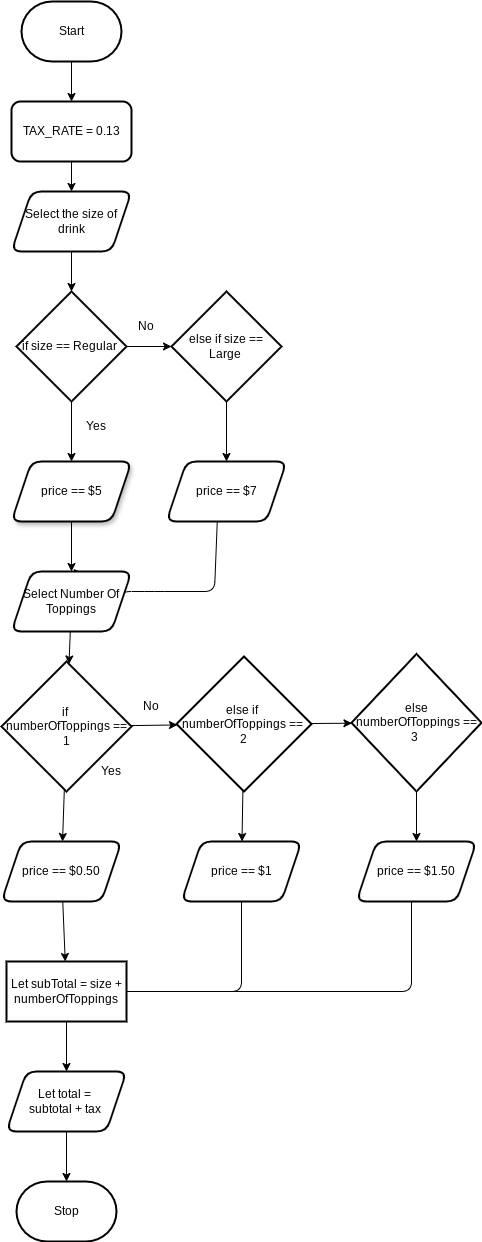 Start
TAX_RATE = 0.13
Select the size of
drink
if size == Regular
No
else if size ==
Large
Yes
price == $5
price == $7
Select Number Of
Toppings
if
numberOfToppings ==
1
No
else if
numberOfToppings ==
2
else
numberOfToppings ==
3
Yes
price == $0.50
price == $1
price == $1.50
Let subTotal = size +
numberOfToppings
Let total =
subtotal + tax
Stop